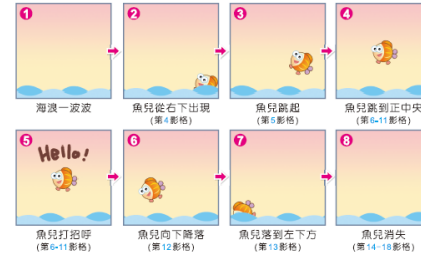 1
2
3
4
海浪一波波
魚兒從右下出現
(第4影格)
魚兒跳起
(第5影格)
魚兒跳到正中央
(第6-11影格)
5
Hello!
6
7
8
魚兒打招呼
(第6-11影格)
魚兒向下降落
(第12影格)
魚兒落到左下方
(第13影格)
魚兒消失
(第14-18影格)